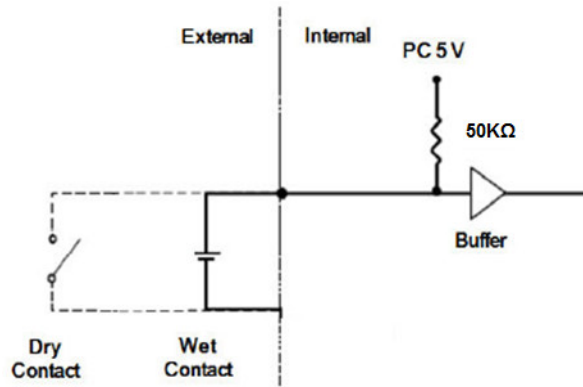 External
Internal
PC 5 V
50KΩ
Buffer
Dry
Contact
Wet
Contact